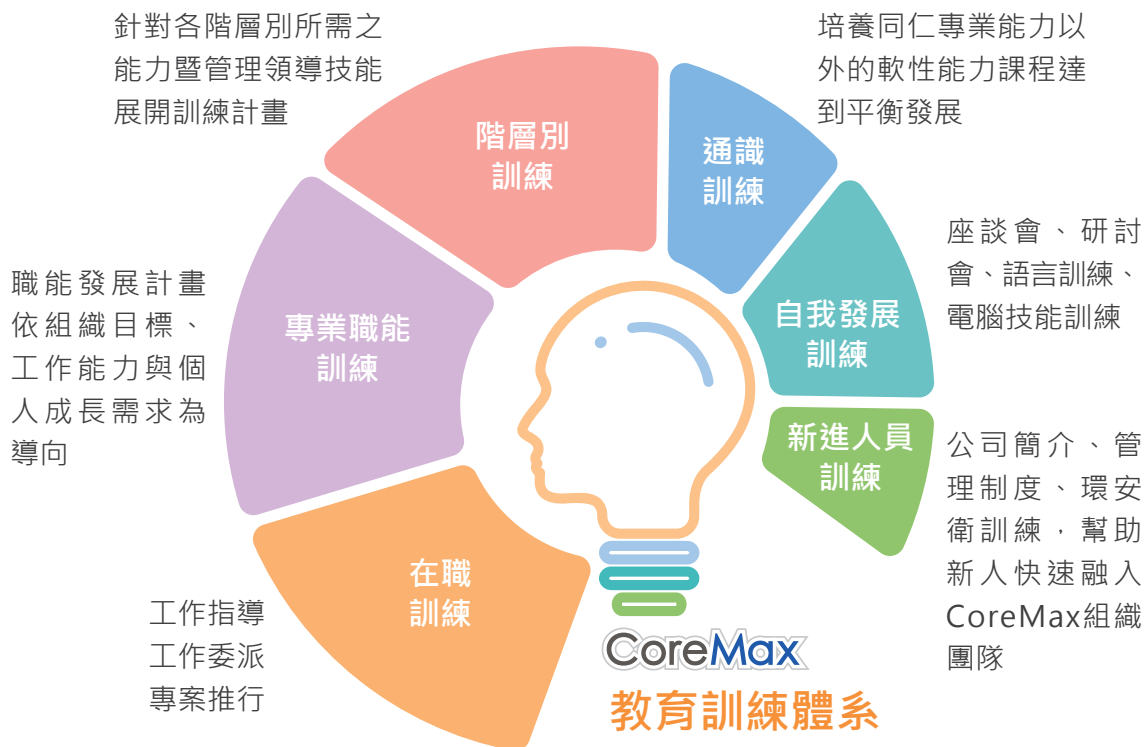 針對各階層別所需之
能力暨管理領導技能
展開訓練計畫
培養同仁專業能力以
外的軟性能力課程達
到平衡發展
階層別
訓練
通識
訓練
座談會、研討
會、語言訓練、
電腦技能訓練
自我發展
訓練
職能發展計畫
依組織目標、
工作能力與個
人成長需求為
導向
專業職能
訓練
新進人員
訓練
公司簡介、管
理制度、環安
衛訓練，幫助
新人快速融入
CoreMax組織
團隊
在職
訓練
工作指導
工作委派
專案推行
CoreMax
教育訓練體系